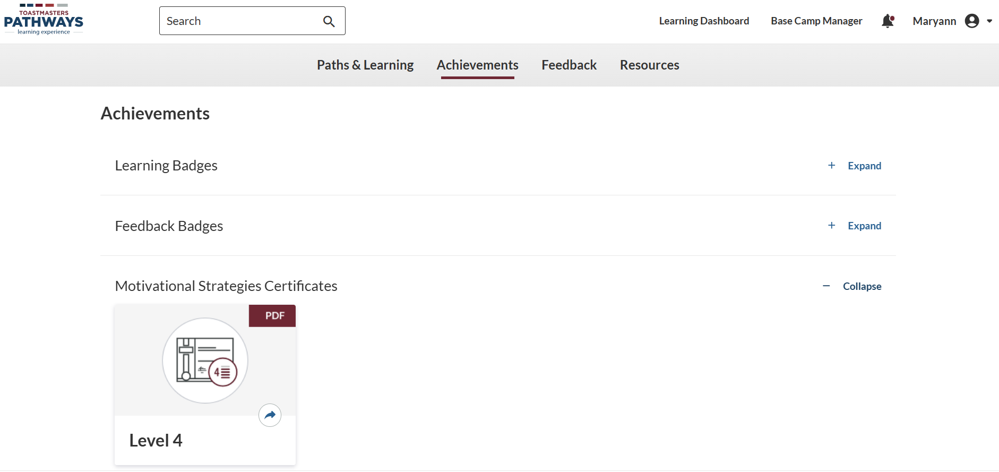 TOASTMASTERS
PATHWAYS
learning experience
Search
Learning Dashboard
Base Camp Manager
Maryann
Paths & Learning
Achievements
Feedback
Resources
Achievements
Learning Badges
+ Expand
Feedback Badges
+ Expand
Motivational Strategies Certificates
− Collapse
PDF
4
Level 4